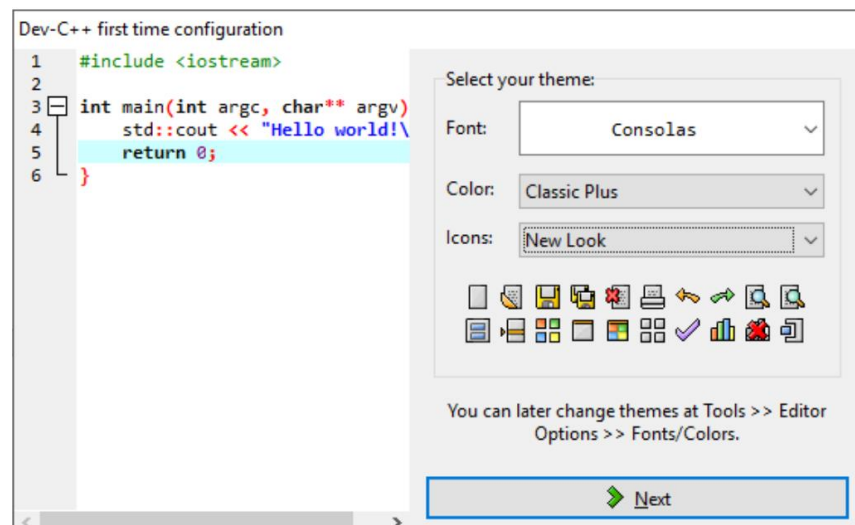 Dev-C++ first time configuration
1 #include <iostream>
2
3 int main(int argc, char** argv)
4 std::cout << "Hello world!\
5 return 0;
6 }
Select your theme:
Font: Consolas
Color: Classic Plus
Icons: New Look
You can later change themes at Tools >> Editor
Options >> Fonts/Colors.
Next